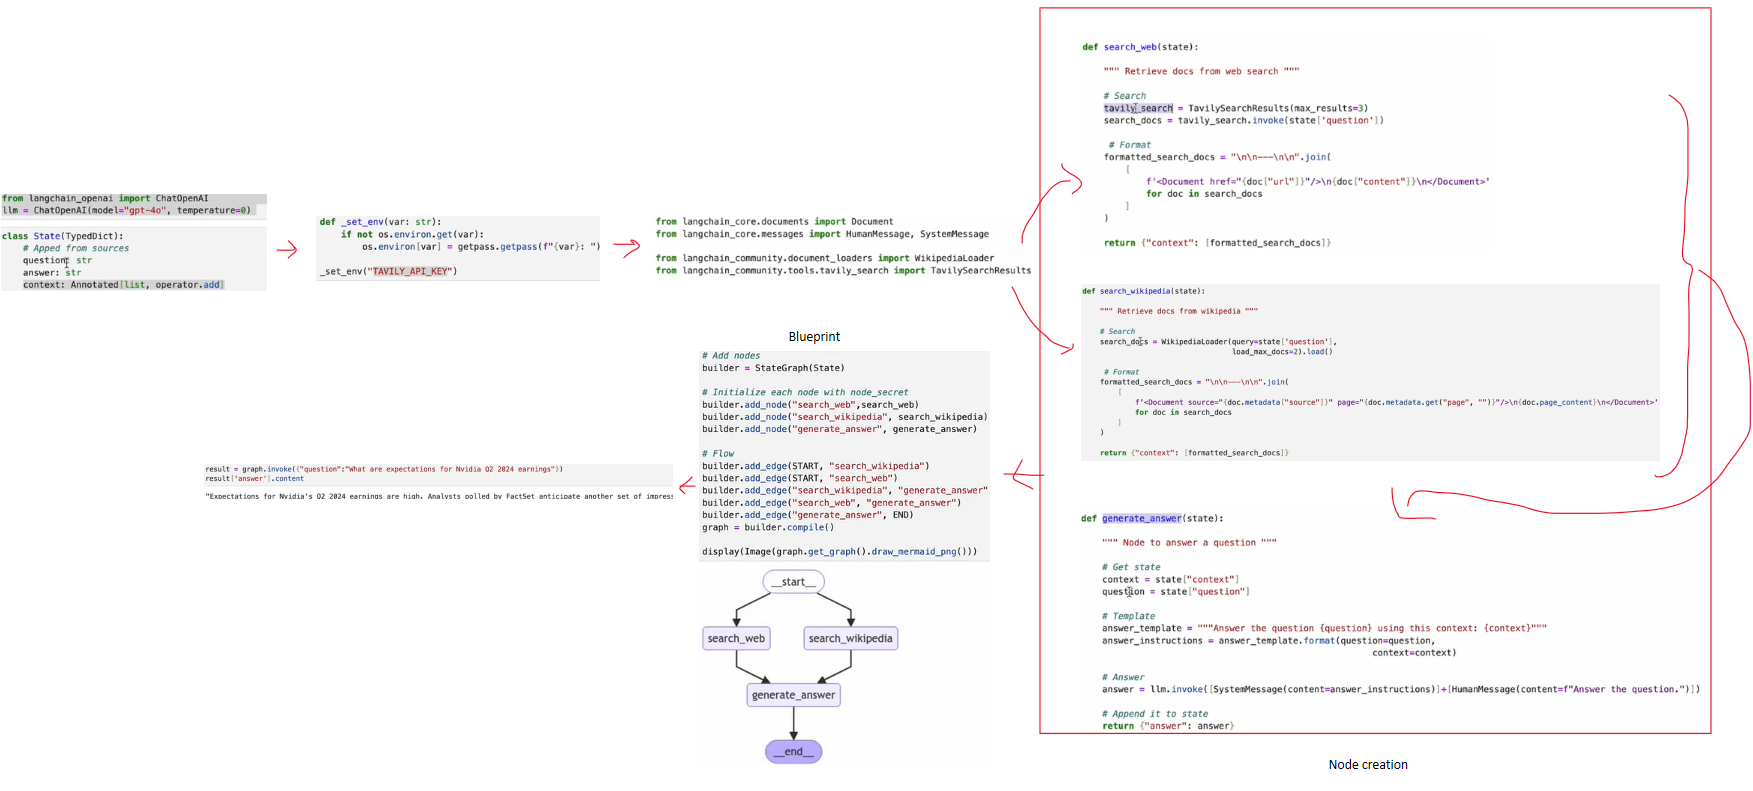 from langchain_openai import ChatOpenAI
llm = ChatOpenAI(model="gpt-4o", temperature=0)
class State(TypedDict):
# Apped from sources
question: str
answer: str
context: Annotated[list, operator.add]
def _set_env(var: str):
if not os.environ.get(var):
os.environ[var] = getpass.getpass(f"{var}: ")
_set_env("TAVILY_API_KEY")
from langchain_core.documents import Document
from langchain_core.messages import HumanMessage, SystemMessage
from langchain_community.document_loaders import WikipediaLoader
from langchain_community.tools.tavily_search import TavilySearchResults
def search_web(state):
""" Retrieve docs from web search """
# Search
tavily_search = TavilySearchResults(max_results=3)
search_docs = tavily_search.invoke(state['question'])
# Format
formatted_search_docs = "\n\n---\n\n".join(
[
f'<Document href="{doc["url"]}"/>\n{doc["content"]}\n</Document>'
for doc in search_docs
]
)
return {"context": [formatted_search_docs]}
def search_wikipedia(state):
""" Retrieve docs from wikipedia """
# Search
search_docs = WikipediaLoader(query=state['question'],
load_max_docs=2).load()
# Format
formatted_search_docs = "\n\n---\n\n".join(
[
f'<Document source="{doc.metadata["source"]}" page="{doc.metadata.get("page", "")}"/>\n{doc.page_content}\n</Document>'
for doc in search_docs
]
)
return {"context": [formatted_search_docs]}
def generate_answer(state):
""" Node to answer a question """
# Get state
context = state["context"]
question = state["question"]
# Template
answer_template = """Answer the question {question} using this context: {context}"""
answer_instructions = answer_template.format(question=question,
context=context)
# Answer
answer = llm.invoke([SystemMessage(content=answer_instructions)]+[HumanMessage(content=f"Answer the question.")])
# Append it to state
return {"answer": answer}
Node creation
Blueprint
# Add nodes
builder = StateGraph(State)
# Initialize each node with node_secret
builder.add_node("search_web",search_web)
builder.add_node("search_wikipedia", search_wikipedia)
builder.add_node("generate_answer", generate_answer)
# Flow
builder.add_edge(START, "search_wikipedia")
builder.add_edge(START, "search_web")
builder.add_edge("search_wikipedia", "generate_answer"
builder.add_edge("search_web", "generate_answer")
builder.add_edge("generate_answer", END)
graph = builder.compile()
display(Image(graph.get_graph().draw_mermaid_png()))
__start__
search_web
search_wikipedia
generate_answer
__end__
result = graph.invoke({"question":"What are expectations for Nvidia Q2 2024 earnings"})
result['answer'].content
"Expectations for Nvidia's Q2 2024 earnings are high. Analysts polled by FactSet anticipate another set of impres